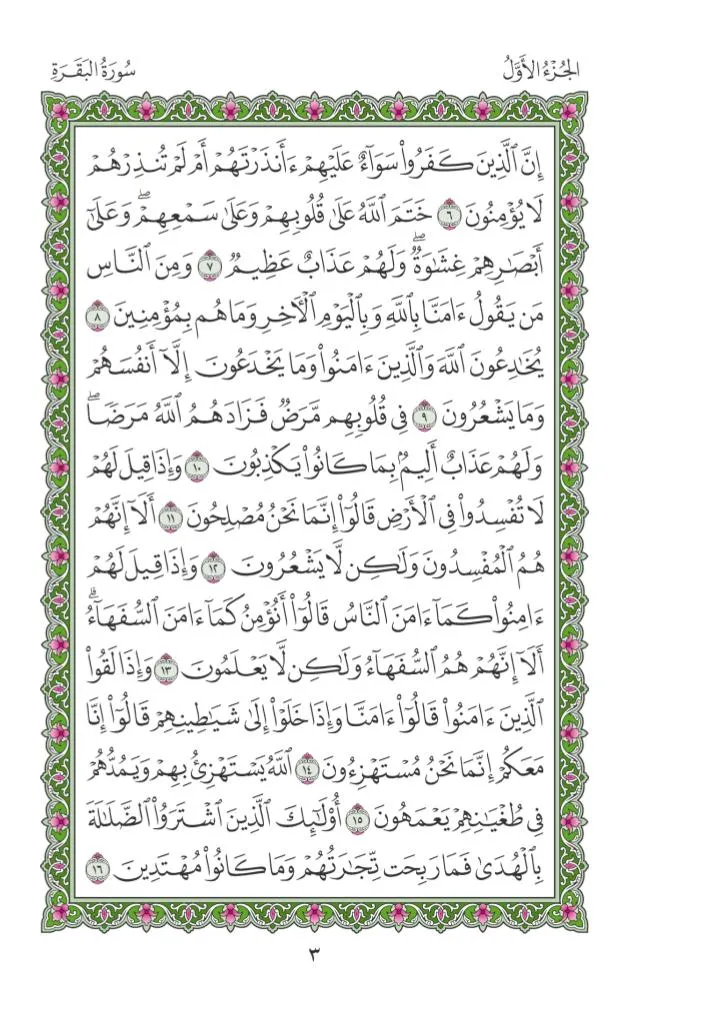 الجُزْءُ الأَوَّلُ
سُورَةُ البَقَرَةِ
إِنَّ ٱلَّذِينَ كَفَرُوا۟ سَوَآءٌ عَلَيْهِمْ ءَأَنذَرْتَهُمْ أَمْ لَمْ تُنذِرْهُمْ
لَا يُؤْمِنُونَ ٦ خَتَمَ ٱللَّهُ عَلَىٰ قُلُوبِهِمْ وَعَلَىٰ سَمْعِهِمْۖ وَعَلَىٰٓ
أَبْصَٰرِهِمْ غِشَٰوَةٌۖ وَلَهُمْ عَذَابٌ عَظِيمٌ ٧ وَمِنَ ٱلنَّاسِ
مَن يَقُولُ ءَامَنَّا بِٱللَّهِ وَبِٱلْيَوْمِ ٱلْءَاخِرِ وَمَا هُم بِمُؤْمِنِينَ ٨
يُخَٰدِعُونَ ٱللَّهَ وَٱلَّذِينَ ءَامَنُوا۟ وَمَا يَخْدَعُونَ إِلَّآ أَنفُسَهُمْ
وَمَا يَشْعُرُونَ ٩ فِى قُلُوبِهِم مَّرَضٌ فَزَادَهُمُ ٱللَّهُ مَرَضًاۖ
وَلَهُمْ عَذَابٌ أَلِيمٌۢ بِمَا كَانُوا۟ يَكْذِبُونَ ١٠ وَإِذَا قِيلَ لَهُمْ
لَا تُفْسِدُوا۟ فِى ٱلْأَرْضِ قَالُوٓا۟ إِنَّمَا نَحْنُ مُصْلِحُونَ ١١ أَلَآ إِنَّهُمْ
هُمُ ٱلْمُفْسِدُونَ وَلَٰكِن لَّا يَشْعُرُونَ ١٢ وَإِذَا قِيلَ لَهُمْ
ءَامِنُوا۟ كَمَآ ءَامَنَ ٱلنَّاسُ قَالُوٓا۟ أَنُؤْمِنُ كَمَآ ءَامَنَ ٱلسُّفَهَآءُۗ
أَلَآ إِنَّهُمْ هُمُ ٱلسُّفَهَآءُ وَلَٰكِن لَّا يَعْلَمُونَ ١٣ وَإِذَا لَقُوا۟
ٱلَّذِينَ ءَامَنُوا۟ قَالُوٓا۟ ءَامَنَّا وَإِذَا خَلَوْا۟ إِلَىٰ شَيَٰطِينِهِمْ قَالُوٓا۟ إِنَّا
مَعَكُمْ إِنَّمَا نَحْنُ مُسْتَهْزِءُونَ ١٤ ٱللَّهُ يَسْتَهْزِئُ بِهِمْ وَيَمُدُّهُمْ
فِى طُغْيَٰنِهِمْ يَعْمَهُونَ ١٥ أُو۟لَٰٓئِكَ ٱلَّذِينَ ٱشْتَرَوُا۟ ٱلضَّلَٰلَةَ
بِٱلْهُدَىٰ فَمَا رَبِحَت تِّجَٰرَتُهُمْ وَمَا كَانُوا۟ مُهْتَدِينَ ١٦
٣